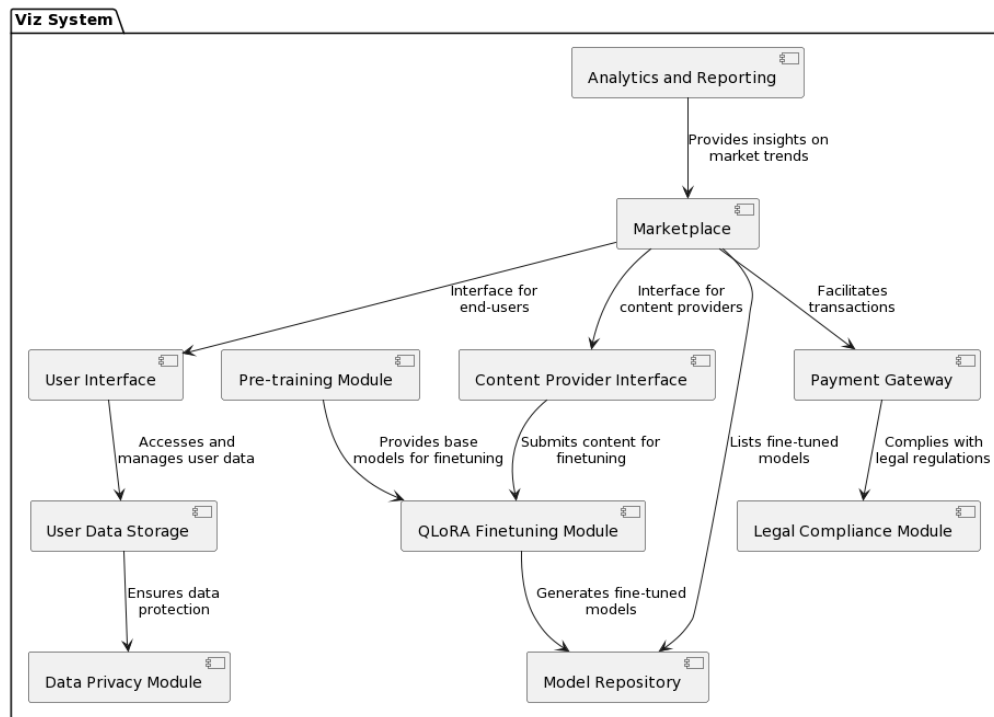 Viz System
Analytics and Reporting
Provides insights on
market trends
Marketplace
Interface for
end-users
Interface for
content providers
Facilitates
transactions
User Interface
Pre-training Module
Content Provider Interface
Payment Gateway
Accesses and
manages user data
Provides base
models for finetuning
Submits content for
finetuning
Lists fine-tuned
models
Complies with
legal regulations
User Data Storage
QLoRA Finetuning Module
Legal Compliance Module
Ensures data
protection
Generates fine-tuned
models
Data Privacy Module
Model Repository